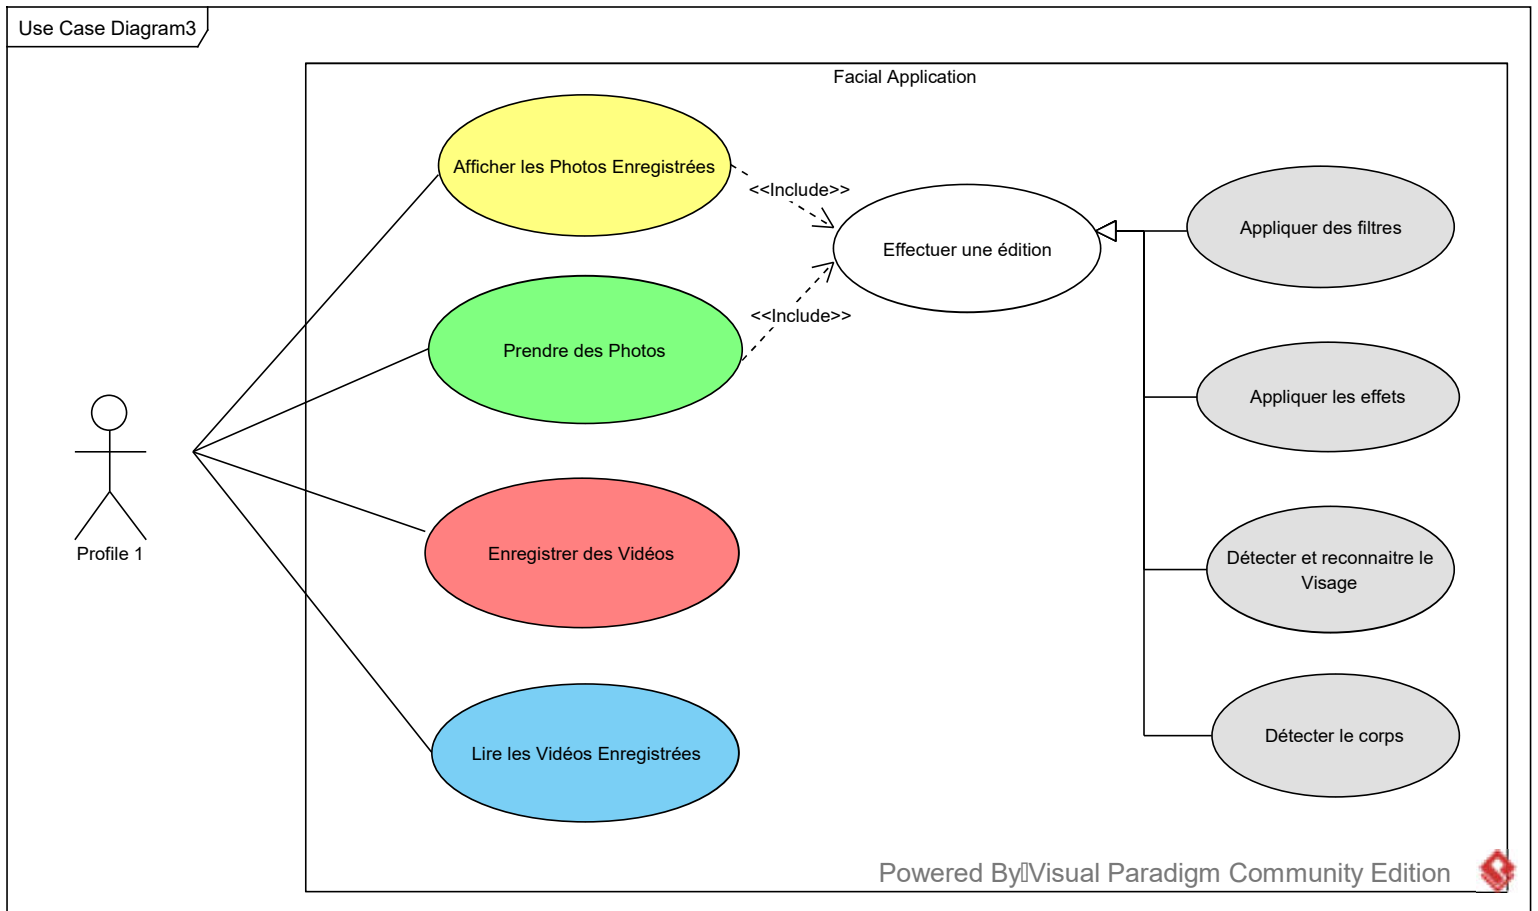 Use Case Diagram3
Facial Application
Afficher les Photos Enregistrées
<<Include>>
Effectuer une édition
Appliquer des filtres
<<Include>>
Prendre des Photos
Appliquer les effets
Profile 1
Enregistrer des Vidéos
Détecter et reconnaitre le
Visage
Lire les Vidéos Enregistrées
Détecter le corps
Powered By Visual Paradigm Community Edition